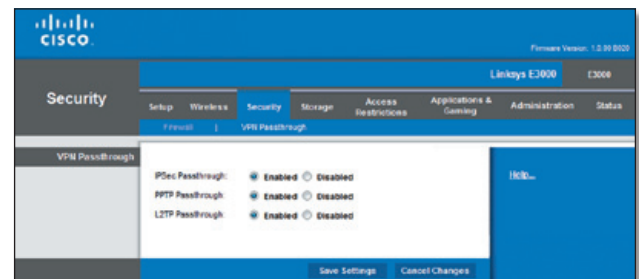 CISCO.
Firmware Version: 1.0.00 B020
Linksys E3000 E3000
Security
Setup Wireless Security Storage Access Restrictions Applications & Gaming Administration Status
Firewall | VPN Passthrough
VPN Passthrough
IPSec Passthrough: Enabled Disabled
PPTP Passthrough: Enabled Disabled
L2TP Passthrough: Enabled Disabled
Help...
Save Settings Cancel Changes